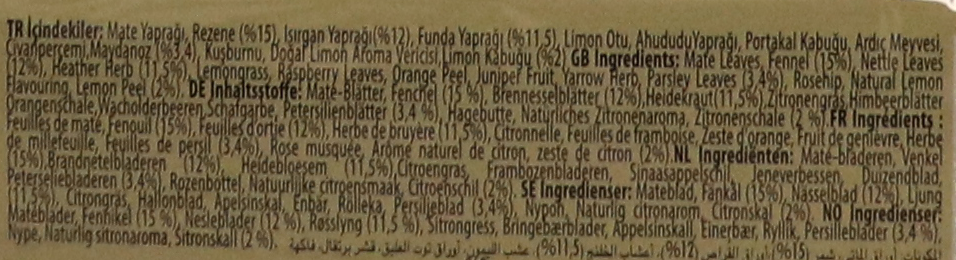 TR İçindekiler: Mate Yaprağı, Rezene (%15), Isırgan Yaprağı(%12), Funda Yaprağı (%11,5), Limon Otu, AhududuYaprağı, Portakal Kabuğu, Ardıç Meyvesi,
Civanperçemi,Maydanoz (%3,4), Kuşburnu, Doğal Limon Aroma Vericisi,Limon Kabuğu (%2) GB Ingredients: Mate Leaves, Fennel (15%), Nettle Leaves
(12%), Heather Herb (11,5%), Lemongrass, Raspberry Leaves, Orange Peel, Junipef Fruit, Yarrow Herb, Parsley Leaves (3,4%), Rosehip, Natural Lemon
Flavouring, Lemon Peel (2%). DE Inhaltsstoffe: Mate-Blätter, Fenchel (15 %), Brennesselblätter (12%),Heidekraut(11,5%),Zitronengras,Himbeerblätter
Orangenschale,Wacholderbeeren,Schafgarbe, Petersilienblätter (3,4 %), Hagebutte, Natürliches Zitronenaroma, Zitronenschale (2 %).FR Ingrédients :
Feuilles de maté, Fenouil (15%), Feuilles d'ortie (12%), Herbe de bruyère (11,5%), Citronnelle, Feuilles de framboise, Zeste d'orange, Fruit de genièvre, Herbe
de millefeuille, Feuilles de persil (3,4%), Rose musquée, Arôme naturel de citron, zeste de citron (2%).NL Ingrediënten: Maté-bladeren, Venkel
(15%),Brandnetelbladeren (12%), Heidebloesem (11,5%),Citroengras, Frambozenbladeren, Sinaasappelschil, Jeneverbessen, Duizendblad,
Peterseliebladeren (3,4%), Rozenbottel, Natuurlijke citroensmaak, Citroenschil (2%). SE Ingredienser: Mateblad, Fänkål (15%), Nässelblad (12%), Ljung
(11,5%), Citrongräs, Hallonblad, Apelsinskal, Enbär, Rölleka, Persiljeblad (3,4%), Nypon, Naturlig citronarom, Citronskal (2%). NO Ingredienser:
Mateblader, Fennikel (15 %), Nesleblader (12 %), Røsslyng (11,5 %), Sitrongress, Bringebærblader, Appelsinskall, Einerbær, Ryllik, Persilleblader (3,4 %),
Nype, Naturlig sitronaroma, Sitronskall (2 %).